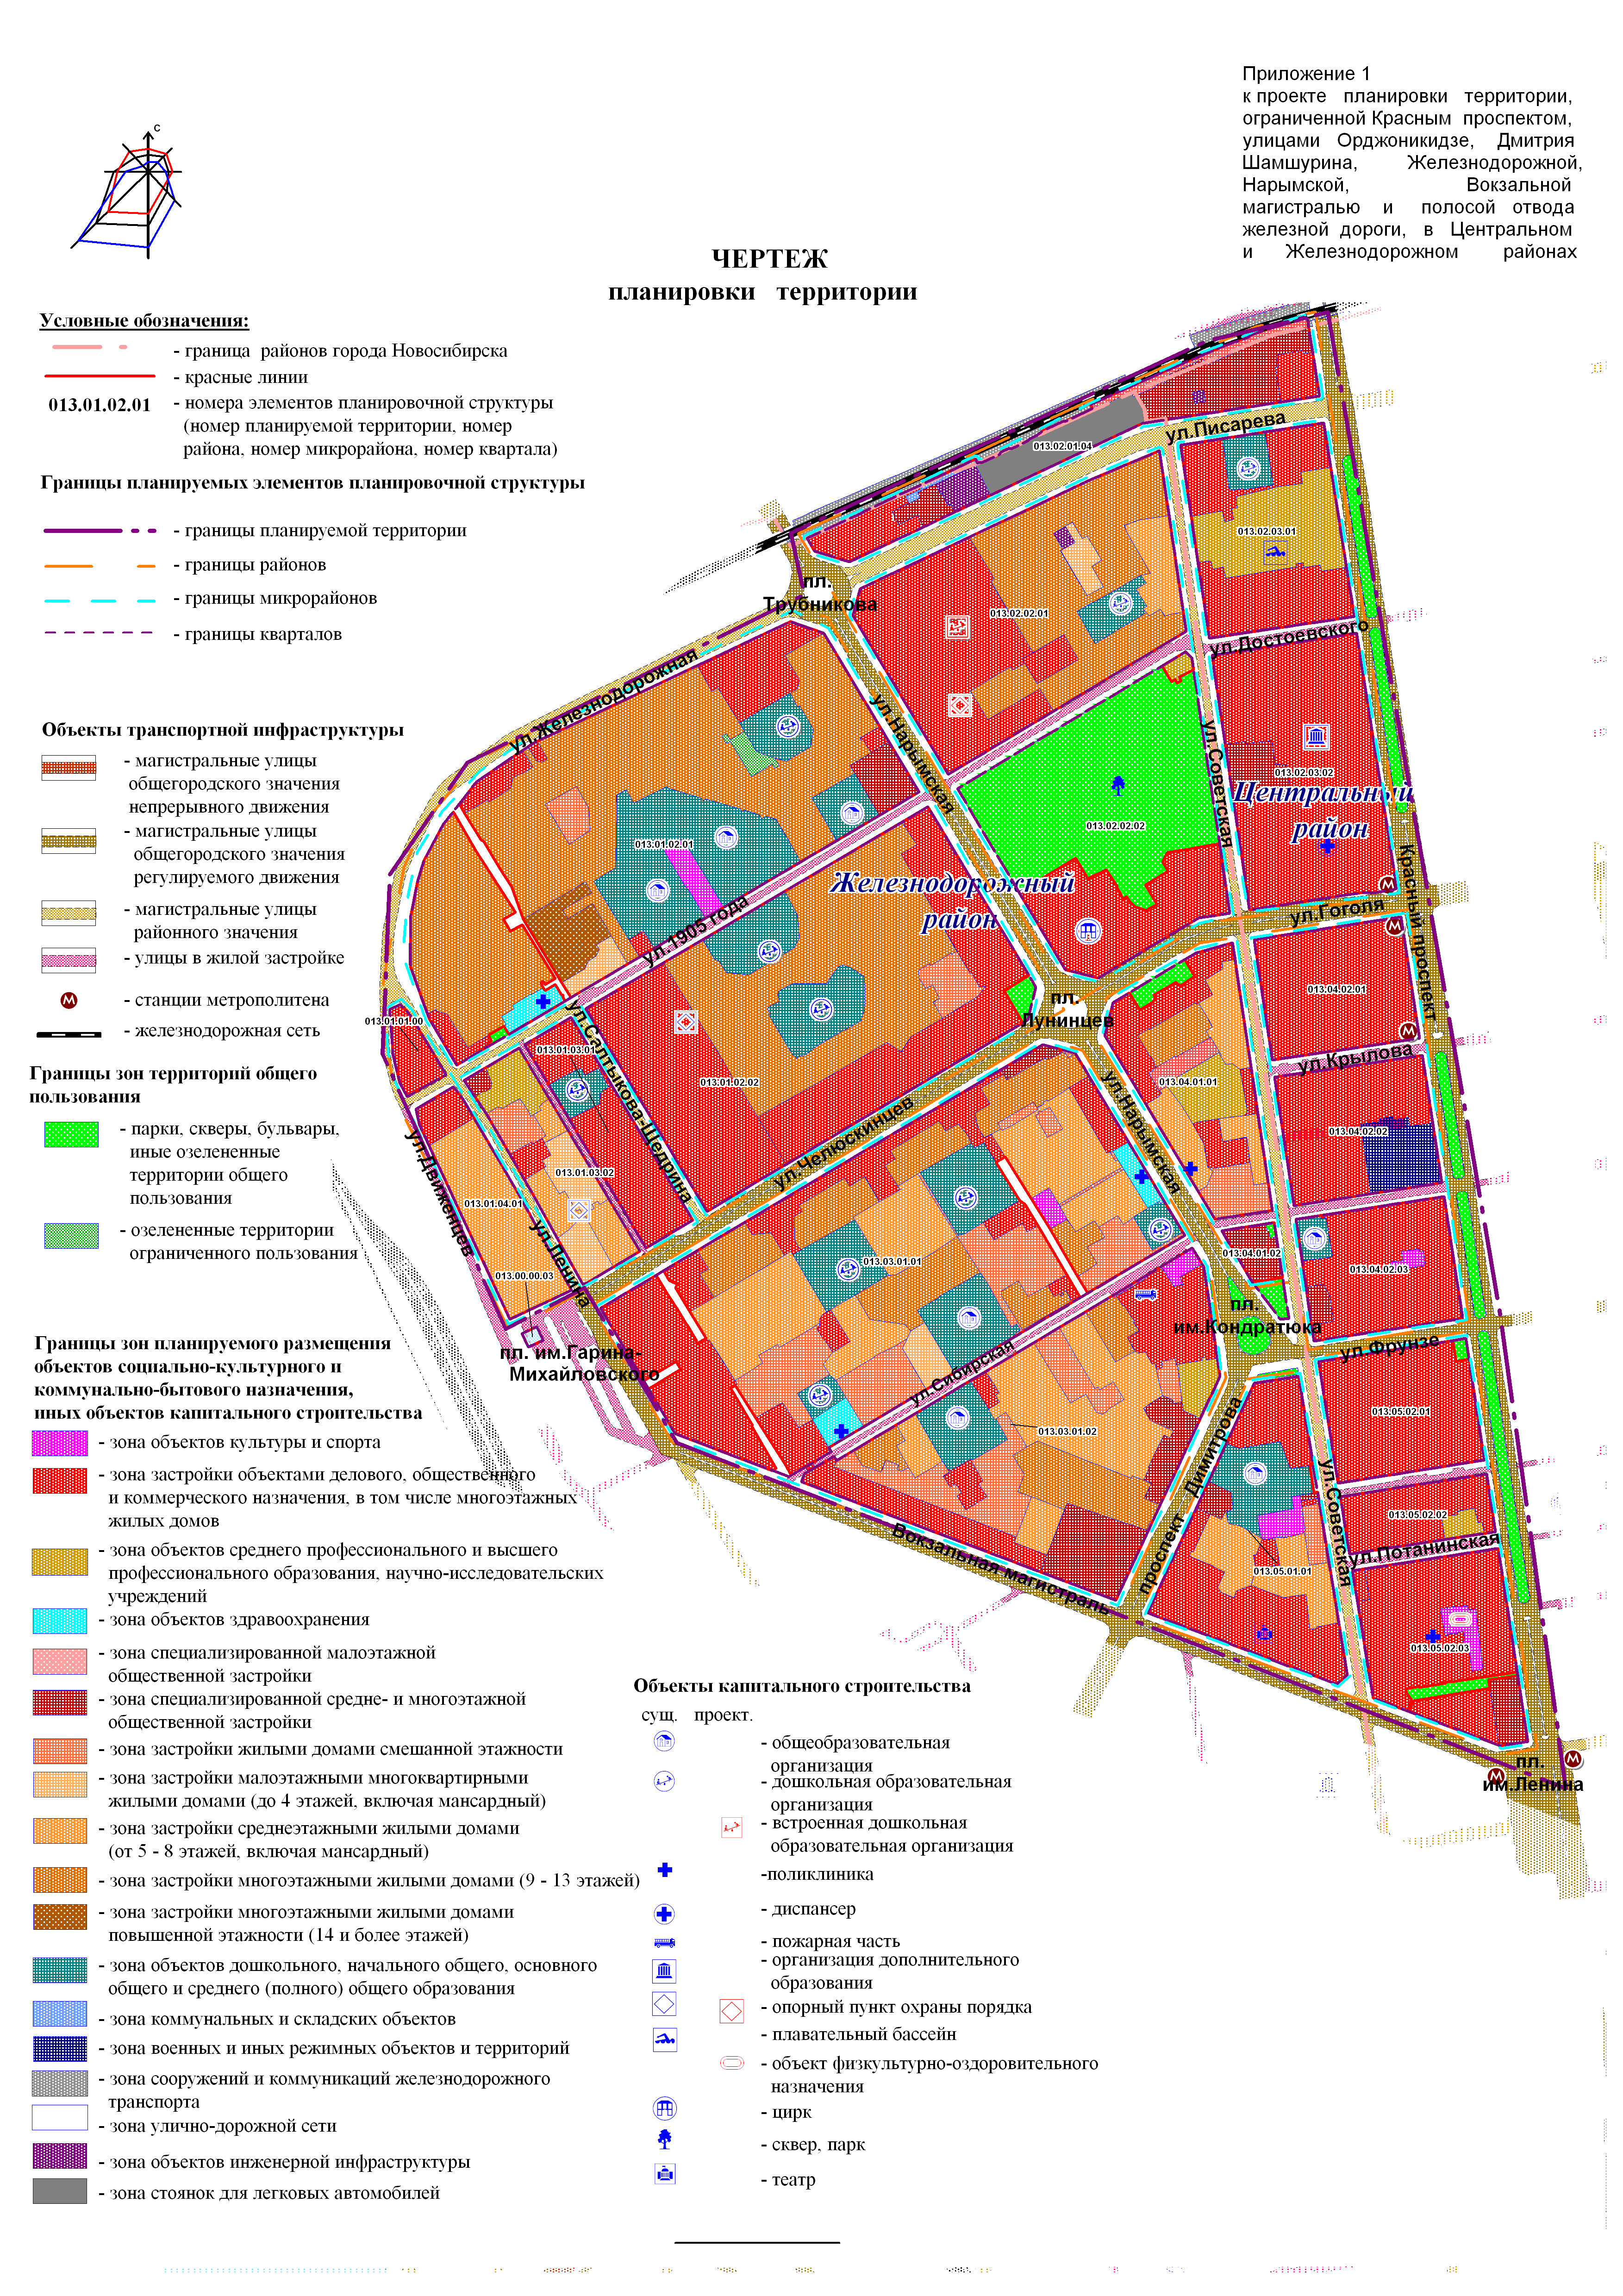 Приложение 1
к проекте планировки территории,
ограниченной Красным проспектом,
улицами Орджоникидзе, Дмитрия
Шамшурина, Железнодорожной,
Нарымской, Вокзальной
магистралью и полосой отвода
железной дороги, в Центральном
и Железнодорожном районах
С
ЧЕРТЕЖ
планировки территории
Условные обозначения:
- граница районов города Новосибирска
- красные линии
013.01.02.01
- номера элементов планировочной структуры
(номер планируемой территории, номер
района, номер микрорайона, номер квартала)
Границы планируемых элементов планировочной структуры
- границы планируемой территории
- границы районов
- границы микрорайонов
- границы кварталов
Объекты транспортной инфраструктуры
- магистральные улицы
общегородского значения
непрерывного движения
- магистральные улицы
общегородского значения
регулируемого движения
- магистральные улицы
районного значения
- улицы в жилой застройке
М
- станции метрополитена
- железнодорожная сеть
Границы зон территорий общего
пользования
- парки, скверы, бульвары,
иные озелененные
территории общего
пользования
- озелененные территории
ограниченного пользования
Границы зон планируемого размещения
объектов социально-культурного и
коммунально-бытового назначения,
иных объектов капитального строительства
- зона объектов культуры и спорта
- зона застройки объектами делового, общественного
и коммерческого назначения, в том числе многоэтажных
жилых домов
- зона объектов среднего профессионального и высшего
профессионального образования, научно-исследовательских
учреждений
- зона объектов здравоохранения
- зона специализированной малоэтажной
общественной застройки
- зона специализированной средне- и многоэтажной
общественной застройки
- зона застройки жилыми домами смешанной этажности
- зона застройки малоэтажными многоквартирными
жилыми домами (до 4 этажей, включая мансардный)
- зона застройки среднеэтажными жилыми домами
(от 5 - 8 этажей, включая мансардный)
- зона застройки многоэтажными жилыми домами (9 - 13 этажей)
- зона застройки многоэтажными жилыми домами
повышенной этажности (14 и более этажей)
- зона объектов дошкольного, начального общего, основного
общего и среднего (полного) общего образования
- зона коммунальных и складских объектов
- зона военных и иных режимных объектов и территорий
- зона сооружений и коммуникаций железнодорожного
транспорта
- зона улично-дорожной сети
- зона объектов инженерной инфраструктуры
- зона стоянок для легковых автомобилей
Объекты капитального строительства
сущ. проект.
- общеобразовательная
организация
- дошкольная образовательная
организация
- встроенная дошкольная
образовательная организация
-поликлиника
- диспансер
- пожарная часть
- организация дополнительного
образования
- опорный пункт охраны порядка
- плавательный бассейн
- объект физкультурно-оздоровительного
назначения
- цирк
- сквер, парк
- театр
ул.Писарева
013.02.01.04
013.02.03.01
пл.
Трубникова
013.02.02.01
ул.Достоевского
ул.Железнодорожная
ул.Нарымская
ул.Советская
013.02.03:02
Центральный
район
013.02.02.02
013.01.02.01
Железнодорожный
район
М
ул.Гоголя
М
Красный проспект
ул.1905 года
013.04.02.01
пл.
Лунинцев
013.01.01.00
М
ул.Крылова
013.01.03.01
ул.Салтыкова-Щедрина
013.01.02.02
013.04.01.01
ул.Нарымская
ул.Челюскинцев
013.04.02.02
ул.Движенцев
013.01.03.02
013.01.04.01
ул.Ленина
013.03.01.01
013.04.01.02
013.04.02.03
013.00.00.03
пл.
им.Кондратюка
ул.Фрунзе
пл. им.Гарина-
Михайловского
ул.Сибирская
013.05.02.01
013.03.01.02
проспект Димитрова
ул.Советская
013.05.02.02
ул.Потанинская
Вокзальная магистраль
013.05.01.01
013.05.02.03
М
М
пл.
им.Ленина